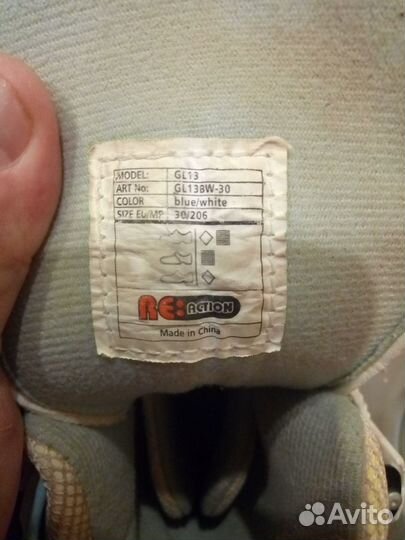 MODEL: GL13
ART No: GL13BW-30
COLOR blue/white
SIZE EU/MP 30/206
RE:ACTION
Made in China
Avito